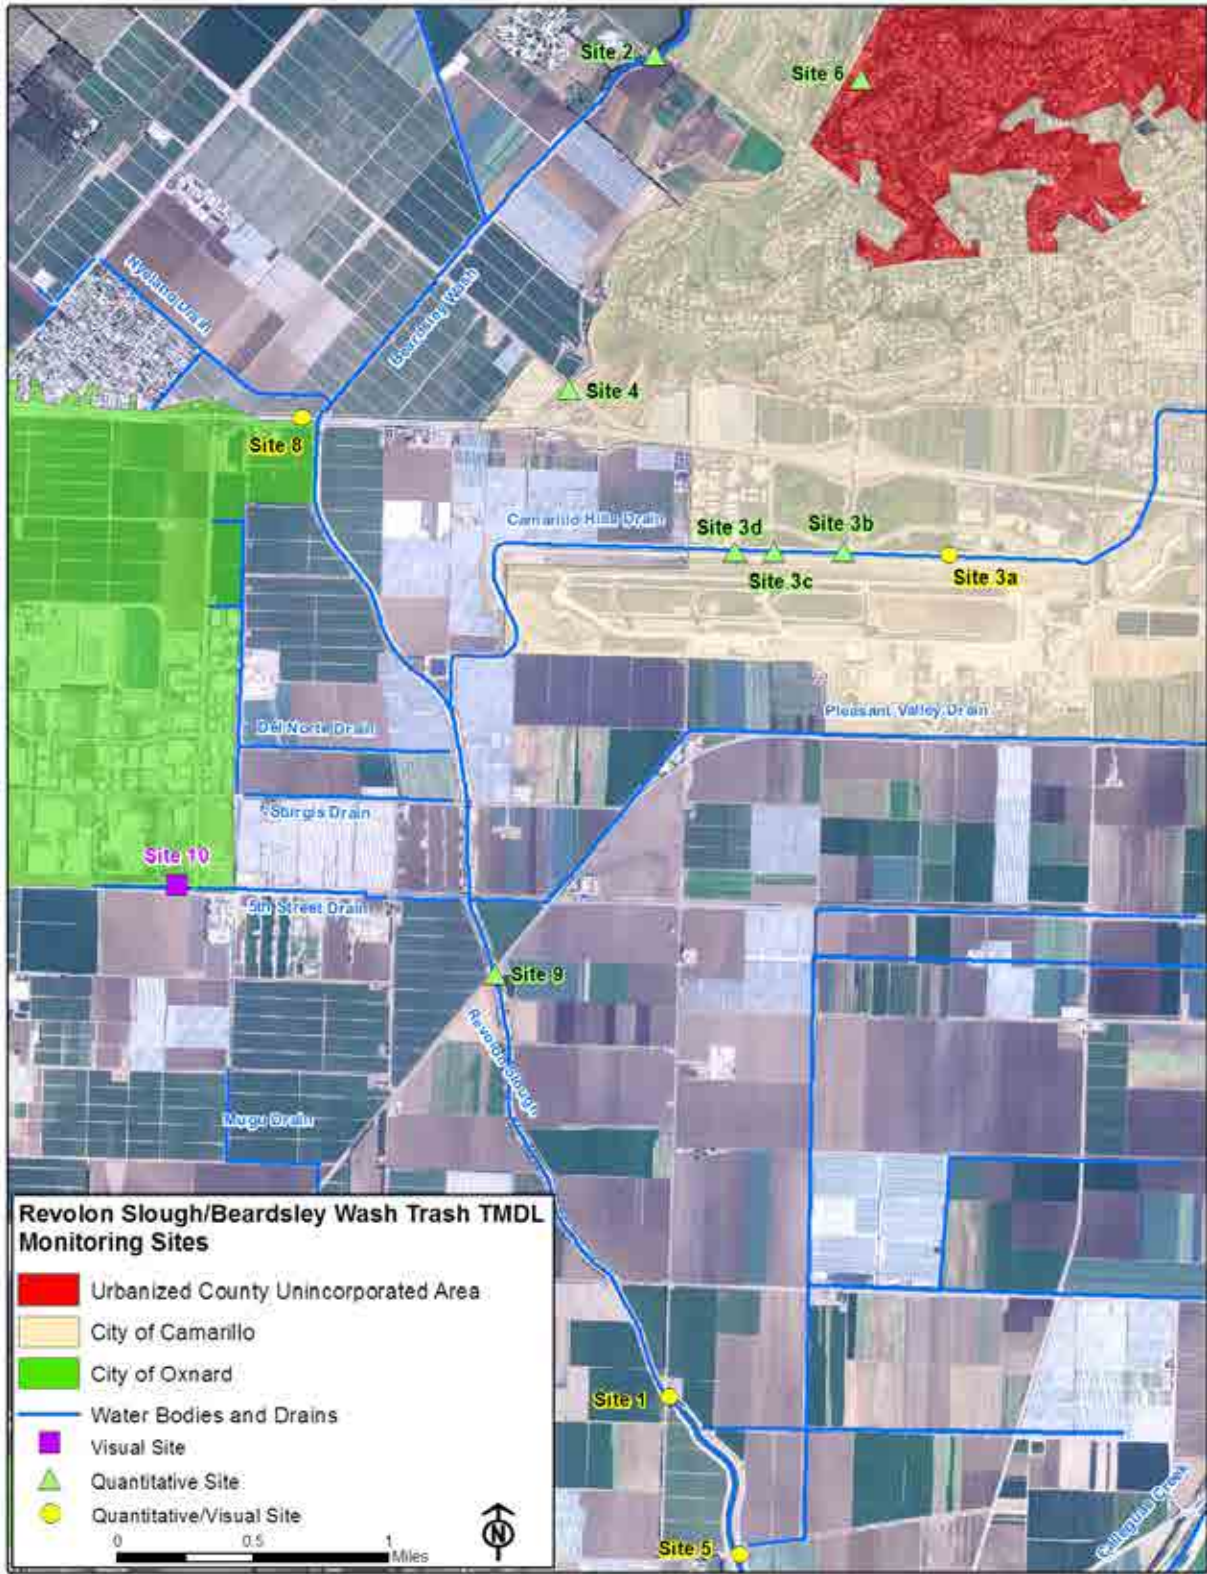 Site 2
Site 6
Nyeland Drain
Beardsley Wash
Site 4
Site 8
Camarillo Hills Drain
Site 3d
Site 3b
Site 3c
Site 3a
Pleasant Valley Drain
Del Norte Drain
Sturgis Drain
Site 10
5th Street Drain
Site 9
Revolon Slough
Mugu Drain
Revolon Slough/Beardsley Wash Trash TMDL
Monitoring Sites
Urbanized County Unincorporated Area
City of Camarillo
City of Oxnard
Water Bodies and Drains
Visual Site
Quantitative Site
Quantitative/Visual Site
0 0.5 1
Miles
N
Site 1
Site 5
Calleguas Creek